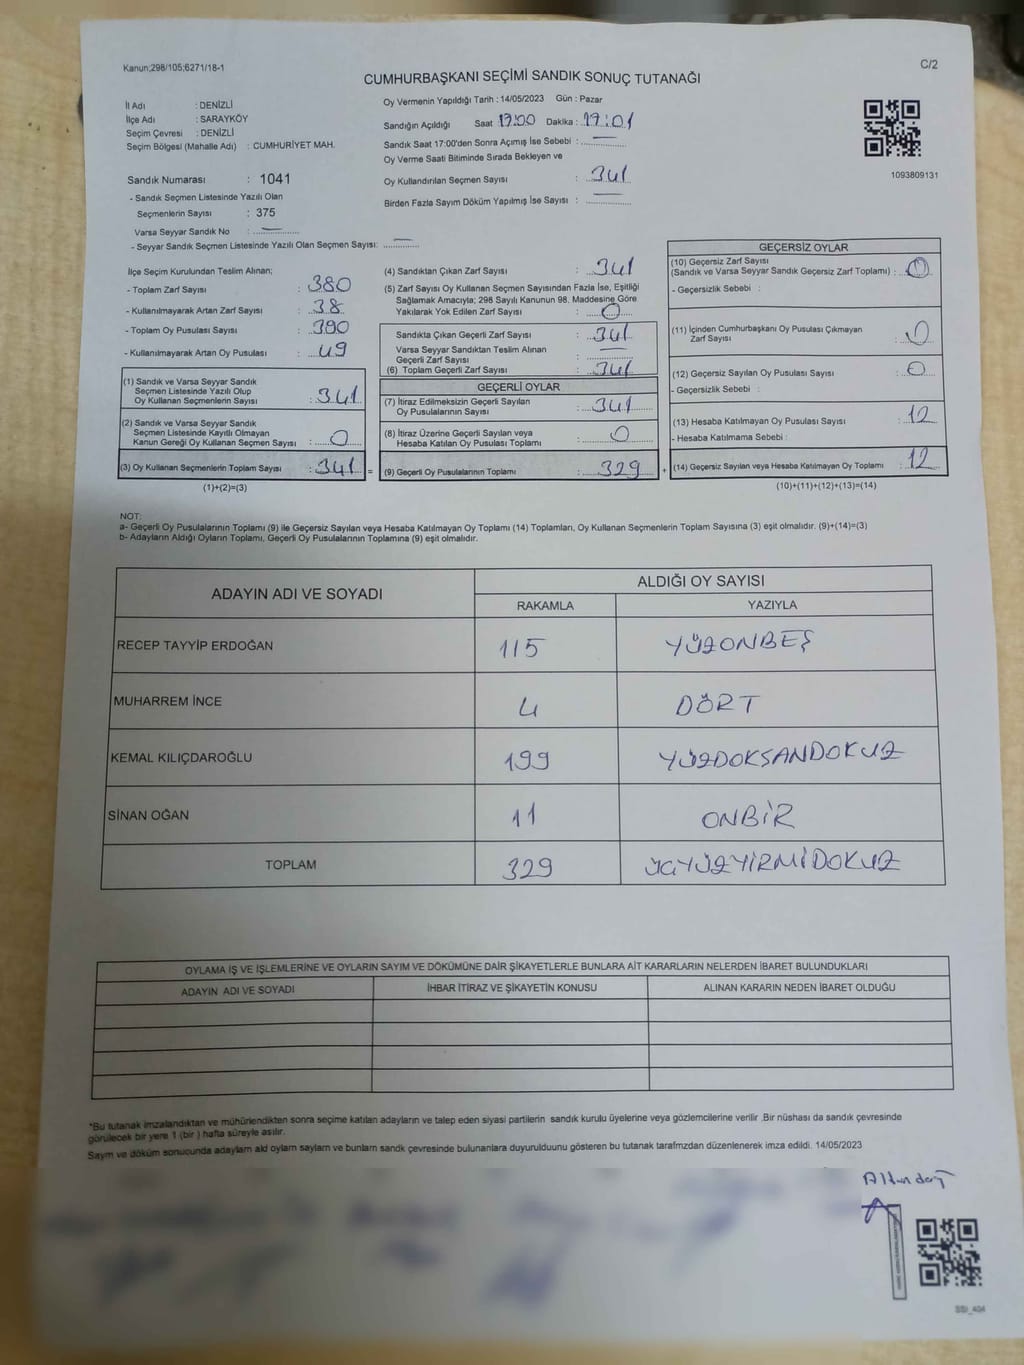 Kanun;298/105;6271/18-1
C/2
CUMHURBAŞKANI SEÇİMİ SANDIK SONUÇ TUTANAĞI
İl Adı : DENİZLİ
İlçe Adı : SARAYKÖY
Seçim Çevresi : DENİZLİ
Seçim Bölgesi (Mahalle Adı) : CUMHURİYET MAH.
Sandık Numarası : 1041
- Sandık Seçmen Listesinde Yazılı Olan
Seçmenlerin Sayısı : 375
Varsa Seyyar Sandık No : —
- Seyyar Sandık Seçmen Listesinde Yazılı Olan Seçmen Sayısı: —
Oy Vermenin Yapıldığı Tarih : 14/05/2023 Gün : Pazar
Sandığın Açıldığı Saat 17:00 Dakika : 17:01
Sandık Saat 17:00'den Sonra Açımış İse Sebebi : —
Oy Verme Saati Bitiminde Sırada Bekleyen ve
Oy Kullandırılan Seçmen Sayısı : 341
Birden Fazla Sayım Döküm Yapılmış İse Sayısı : —
1093809131
İlçe Seçim Kurulundan Teslim Alınan;
- Toplam Zarf Sayısı : 380
- Kullanılmayarak Artan Zarf Sayısı : 38
- Toplam Oy Pusulası Sayısı : 390
- Kullanılmayarak Artan Oy Pusulası : 49
(1) Sandık ve Varsa Seyyar Sandık
Seçmen Listesinde Yazılı Olup
Oy Kullanan Seçmenlerin Sayısı : 341
(2) Sandık ve Varsa Seyyar Sandık
Seçmen Listesinde Kayıtlı Olmayan
Kanun Gereği Oy Kullanan Seçmen Sayısı : 0
(3) Oy Kullanan Seçmenlerin Toplam Sayısı : 341 =
(1)+(2)=(3)
(4) Sandıktan Çıkan Zarf Sayısı : 341
(5) Zarf Sayısı Oy Kullanan Seçmen Sayısından Fazla İse, Eşitliği
Sağlamak Amacıyla; 298 Sayılı Kanunun 98. Maddesine Göre
Yakılarak Yok Edilen Zarf Sayısı : 0
Sandıkta Çıkan Geçerli Zarf Sayısı : 341
Varsa Seyyar Sandıktan Teslim Alınan
Geçerli Zarf Sayısı : —
(6) Toplam Geçerli Zarf Sayısı : 341
GEÇERLİ OYLAR
(7) İtiraz Edilmeksizin Geçerli Sayılan
Oy Pusulalarının Sayısı : 341
(8) İtiraz Üzerine Geçerli Sayılan veya
Hesaba Katılan Oy Pusulası Toplamı : 0
(9) Geçerli Oy Pusulalarının Toplamı : 329 +
GEÇERSİZ OYLAR
(10) Geçersiz Zarf Sayısı
(Sandık ve Varsa Seyyar Sandık Geçersiz Zarf Toplamı) : 0
- Geçersizlik Sebebi :
(11) İçinden Cumhurbaşkanı Oy Pusulası Çıkmayan
Zarf Sayısı : 0
(12) Geçersiz Sayılan Oy Pusulası Sayısı : 0
- Geçersizlik Sebebi :
(13) Hesaba Katılmayan Oy Pusulası Sayısı : 12
- Hesaba Katılmama Sebebi :
(14) Geçersiz Sayılan veya Hesaba Katılmayan Oy Toplamı : 12
(10)+(11)+(12)+(13)=(14)
NOT:
a- Geçerli Oy Pusulalarının Toplamı (9) ile Geçersiz Sayılan veya Hesaba Katılmayan Oy Toplamı (14) Toplamları, Oy Kullanan Seçmenlerin Toplam Sayısına (3) eşit olmalıdır. (9)+(14)=(3)
b- Adayların Aldığı Oyların Toplamı, Geçerli Oy Pusulalarının Toplamına (9) eşit olmalıdır.
ADAYIN ADI VE SOYADI ALDIĞI OY SAYISI
RAKAMLA YAZIYLA
RECEP TAYYİP ERDOĞAN 115 YÜZONBEŞ
MUHARREM İNCE 4 DÖRT
KEMAL KILIÇDAROĞLU 199 YÜZDOKSANDOKUZ
SİNAN OĞAN 11 ONBİR
TOPLAM 329 ÜÇYÜZYİRMİDOKUZ
OYLAMA İŞ VE İŞLEMLERİNE VE OYLARIN SAYIM VE DÖKÜMÜNE DAİR ŞİKAYETLERLE BUNLARA AİT KARARLARIN NELERDEN İBARET BULUNDUKLARI
ADAYIN ADI VE SOYADI İHBAR İTİRAZ VE ŞİKAYETİN KONUSU ALINAN KARARIN NEDEN İBARET OLDUĞU
*Bu tutanak imzalandıktan ve mühürlendikten sonra seçime katılan adayların ve talep eden siyasi partilerin sandık kurulu üyelerine veya gözlemcilerine verilir .Bir nüshası da sandık çevresinde
görülecek bir yere 1 (bir ) hafta süreyle asılır.
Sayım ve döküm sonucunda adayların ald oyların sayların ve bunların sandk çevresinde bulunanlara duyurulduunu gösteren bu tutanak tarafmzdan düzenlenerek imza edildi. 14/05/2023
Altundağ